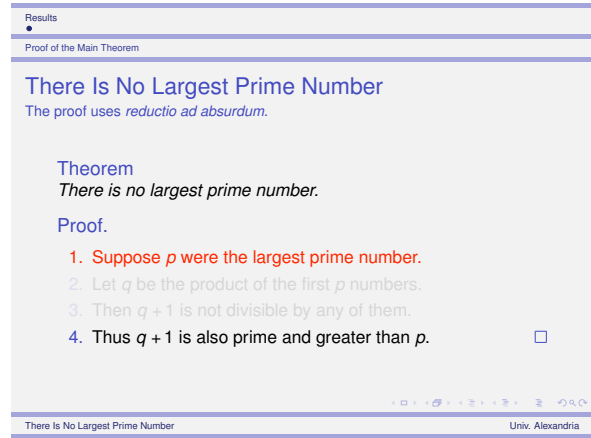 Results
Proof of the Main Theorem
There Is No Largest Prime Number
The proof uses reductio ad absurdum.
Theorem
There is no largest prime number.
Proof.
1. Suppose p were the largest prime number.
2. Let q be the product of the first p numbers.
3. Then q + 1 is not divisible by any of them.
4. Thus q + 1 is also prime and greater than p. □
There Is No Largest Prime Number Univ. Alexandria